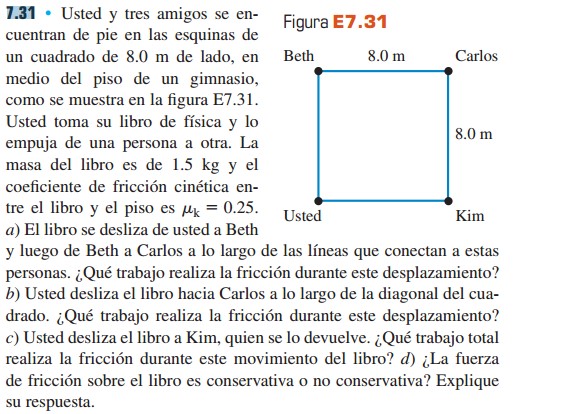 7.31 • Usted y tres amigos se en-
cuentran de pie en las esquinas de
un cuadrado de 8.0 m de lado, en
medio del piso de un gimnasio,
como se muestra en la figura E7.31.
Usted toma su libro de física y lo
empuja de una persona a otra. La
masa del libro es de 1.5 kg y el
coeficiente de fricción cinética en-
tre el libro y el piso es μk = 0.25.
a) El libro se desliza de usted a Beth
y luego de Beth a Carlos a lo largo de las líneas que conectan a estas
personas. ¿Qué trabajo realiza la fricción durante este desplazamiento?
b) Usted desliza el libro hacia Carlos a lo largo de la diagonal del cua-
drado. ¿Qué trabajo realiza la fricción durante este desplazamiento?
c) Usted desliza el libro a Kim, quien se lo devuelve. ¿Qué trabajo total
realiza la fricción durante este movimiento del libro? d) ¿La fuerza
de fricción sobre el libro es conservativa o no conservativa? Explique
su respuesta.
Figura E7.31
Beth 8.0 m Carlos
8.0 m
Usted Kim